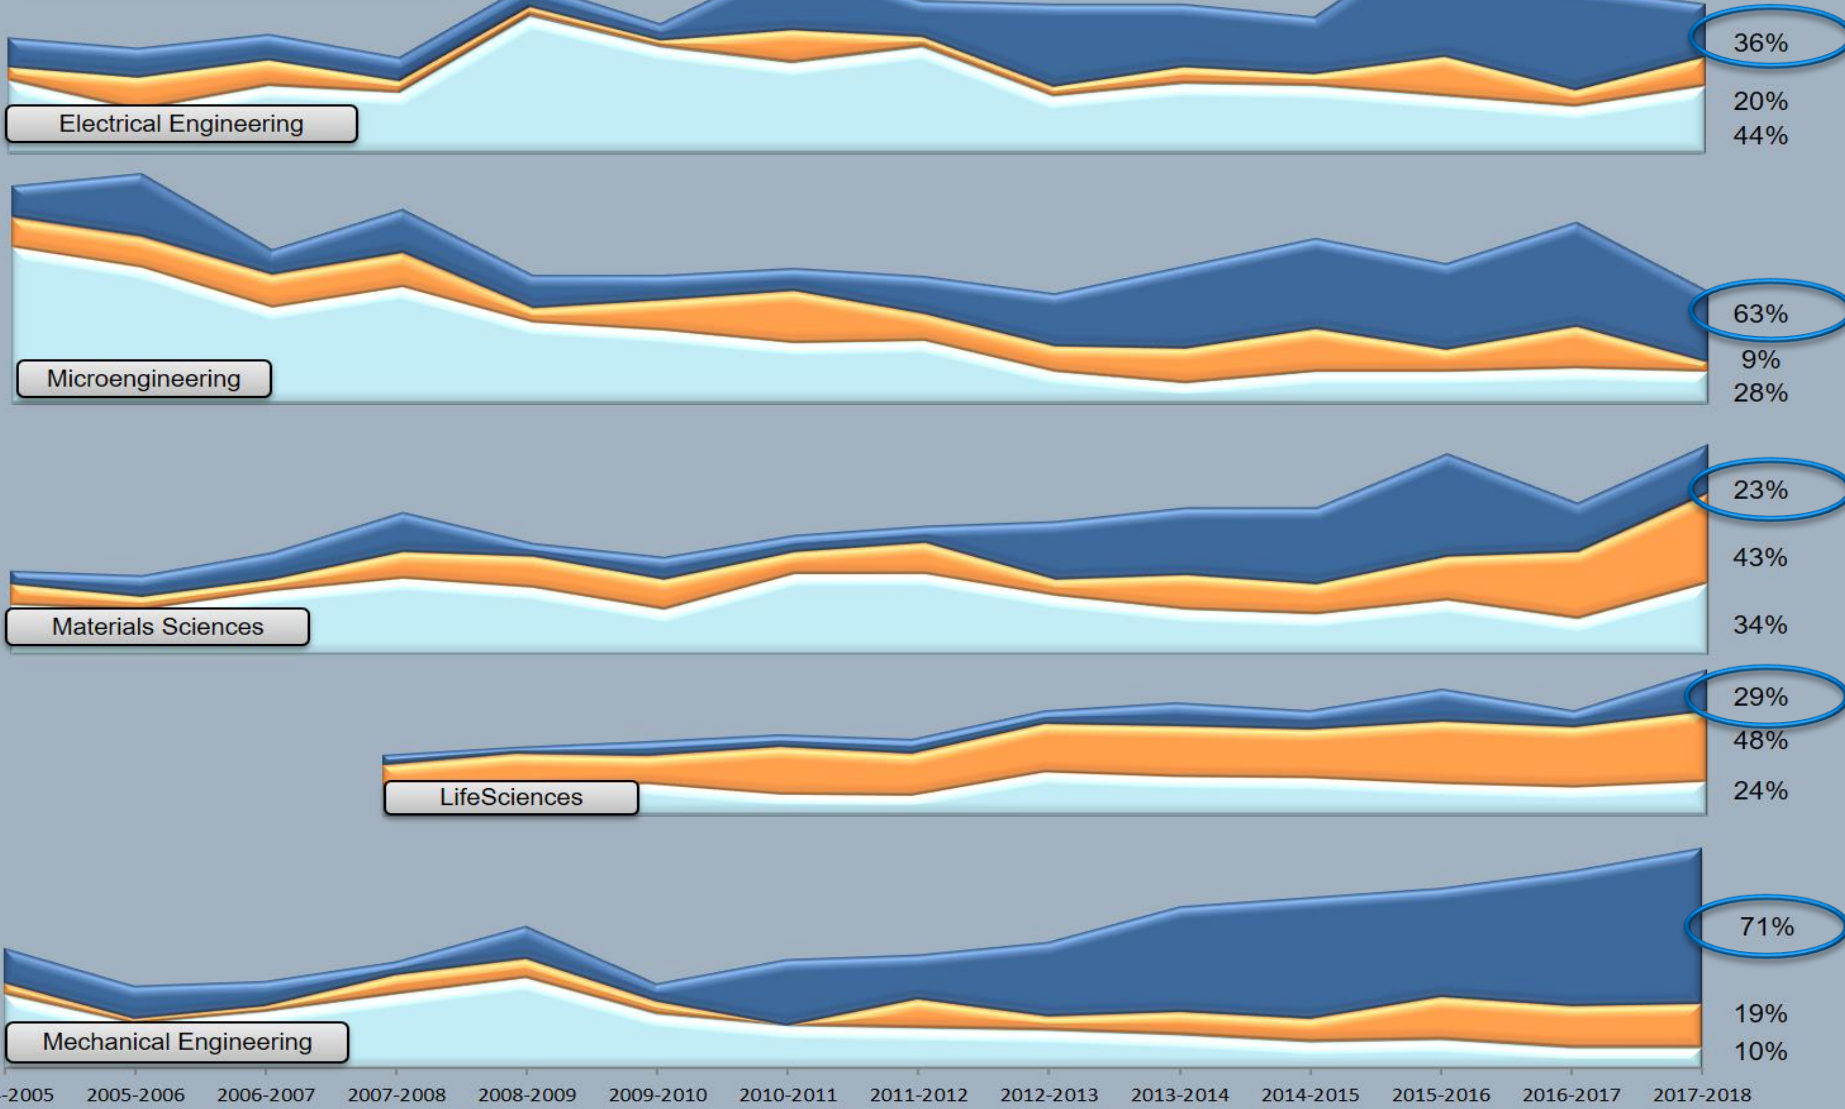 36%
20%
Electrical Engineering
44%
63%
9%
Microengineering
28%
23%
43%
Materials Sciences
34%
29%
48%
LifeSciences
24%
71%
19%
Mechanical Engineering
10%
-2005 2005-2006 2006-2007 2007-2008 2008-2009 2009-2010 2010-2011 2011-2012 2012-2013 2013-2014 2014-2015 2015-2016 2016-2017 2017-2018